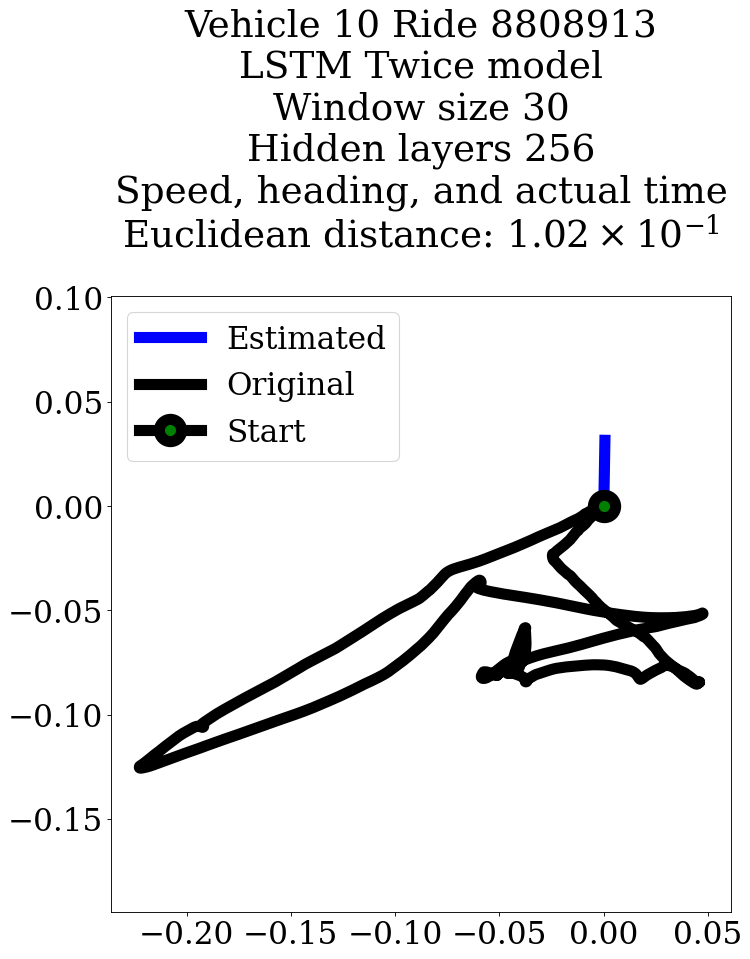 Vehicle 10 Ride 8808913
LSTM Twice model
Window size 30
Hidden layers 256
Speed, heading, and actual time
Euclidean distance: 1.02 × 10⁻¹
0.10
0.05
0.00
−0.05
−0.10
−0.15
Estimated
Original
Start
−0.20 −0.15 −0.10 −0.05 0.00 0.05